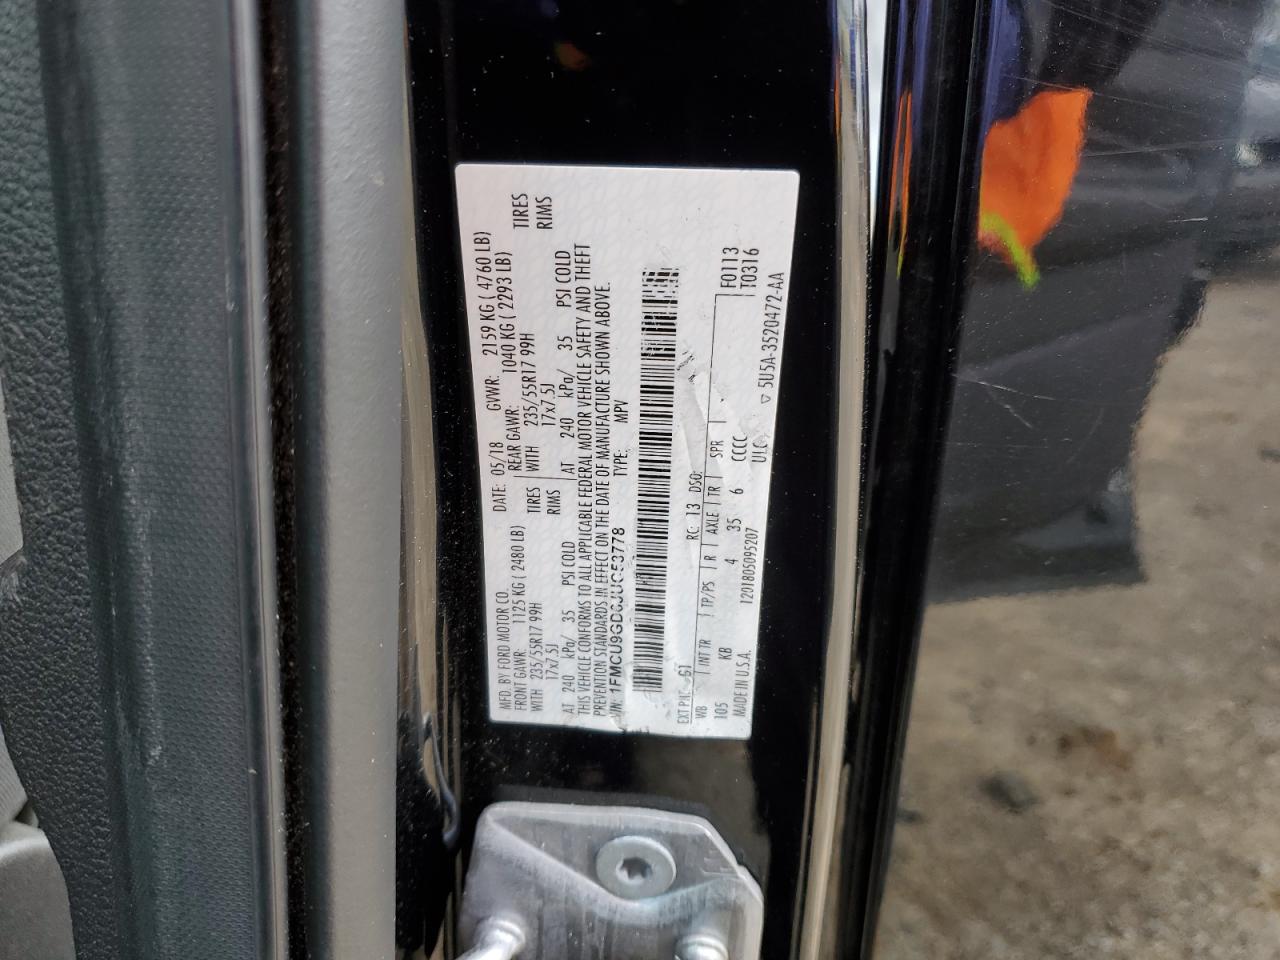 MFD. BY FORD MOTOR CO. DATE: 05/18 GVWR: 2159 KG ( 4760 LB)
FRONT GAWR: 1125 KG ( 2480 LB) REAR GAWR: 1040 KG ( 2293 LB)
WITH 235/55R17 99H TIRES WITH 235/55R17 99H TIRES
17x7.5J RIMS 17x7.5J RIMS
AT 240 kPa/ 35 PSI COLD AT 240 kPa/ 35 PSI COLD
THIS VEHICLE CONFORMS TO ALL APPLICABLE FEDERAL MOTOR VEHICLE SAFETY AND THEFT
PREVENTION STANDARDS IN EFFECT ON THE DATE OF MANUFACTURE SHOWN ABOVE.
1FMCU9GD6JUC53778 TYPE: MPV
EXT G1 RC: 13 DSO: F0113
WB INT TR TP/PS R AXLE TR SPR T0316
105 KB 4 35 6 CCCC
MADE IN U.S.A. 1201805095207 ▽ 5U5A-3520472-AA